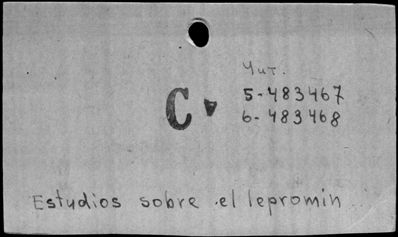 Чит.
C 5-483467
6-483468
Estudios sobre el lepromin